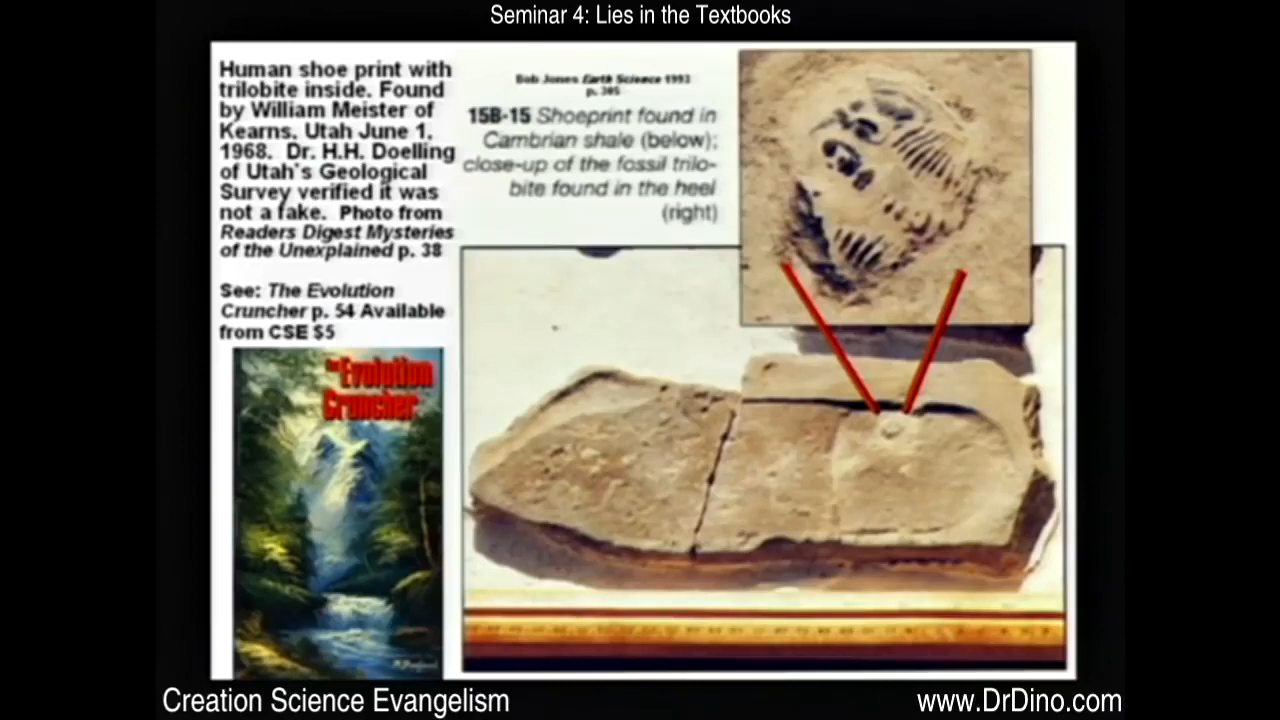 Seminar 4: Lies in the Textbooks
Human shoe print with
trilobite inside. Found
by William Meister of
Kearns, Utah June 1,
1968. Dr. H.H. Doelling
of Utah's Geological
Survey verified it was
not a fake. Photo from
Readers Digest Mysteries
of the Unexplained p. 38
See: The Evolution
Cruncher p. 54 Available
from CSE $5
The Evolution
Cruncher
Bob Jones Earth Science 1993
p. 305
15B-15 Shoeprint found in
Cambrian shale (below);
close-up of the fossil trilo-
bite found in the heel
(right)
Creation Science Evangelism
www.DrDino.com